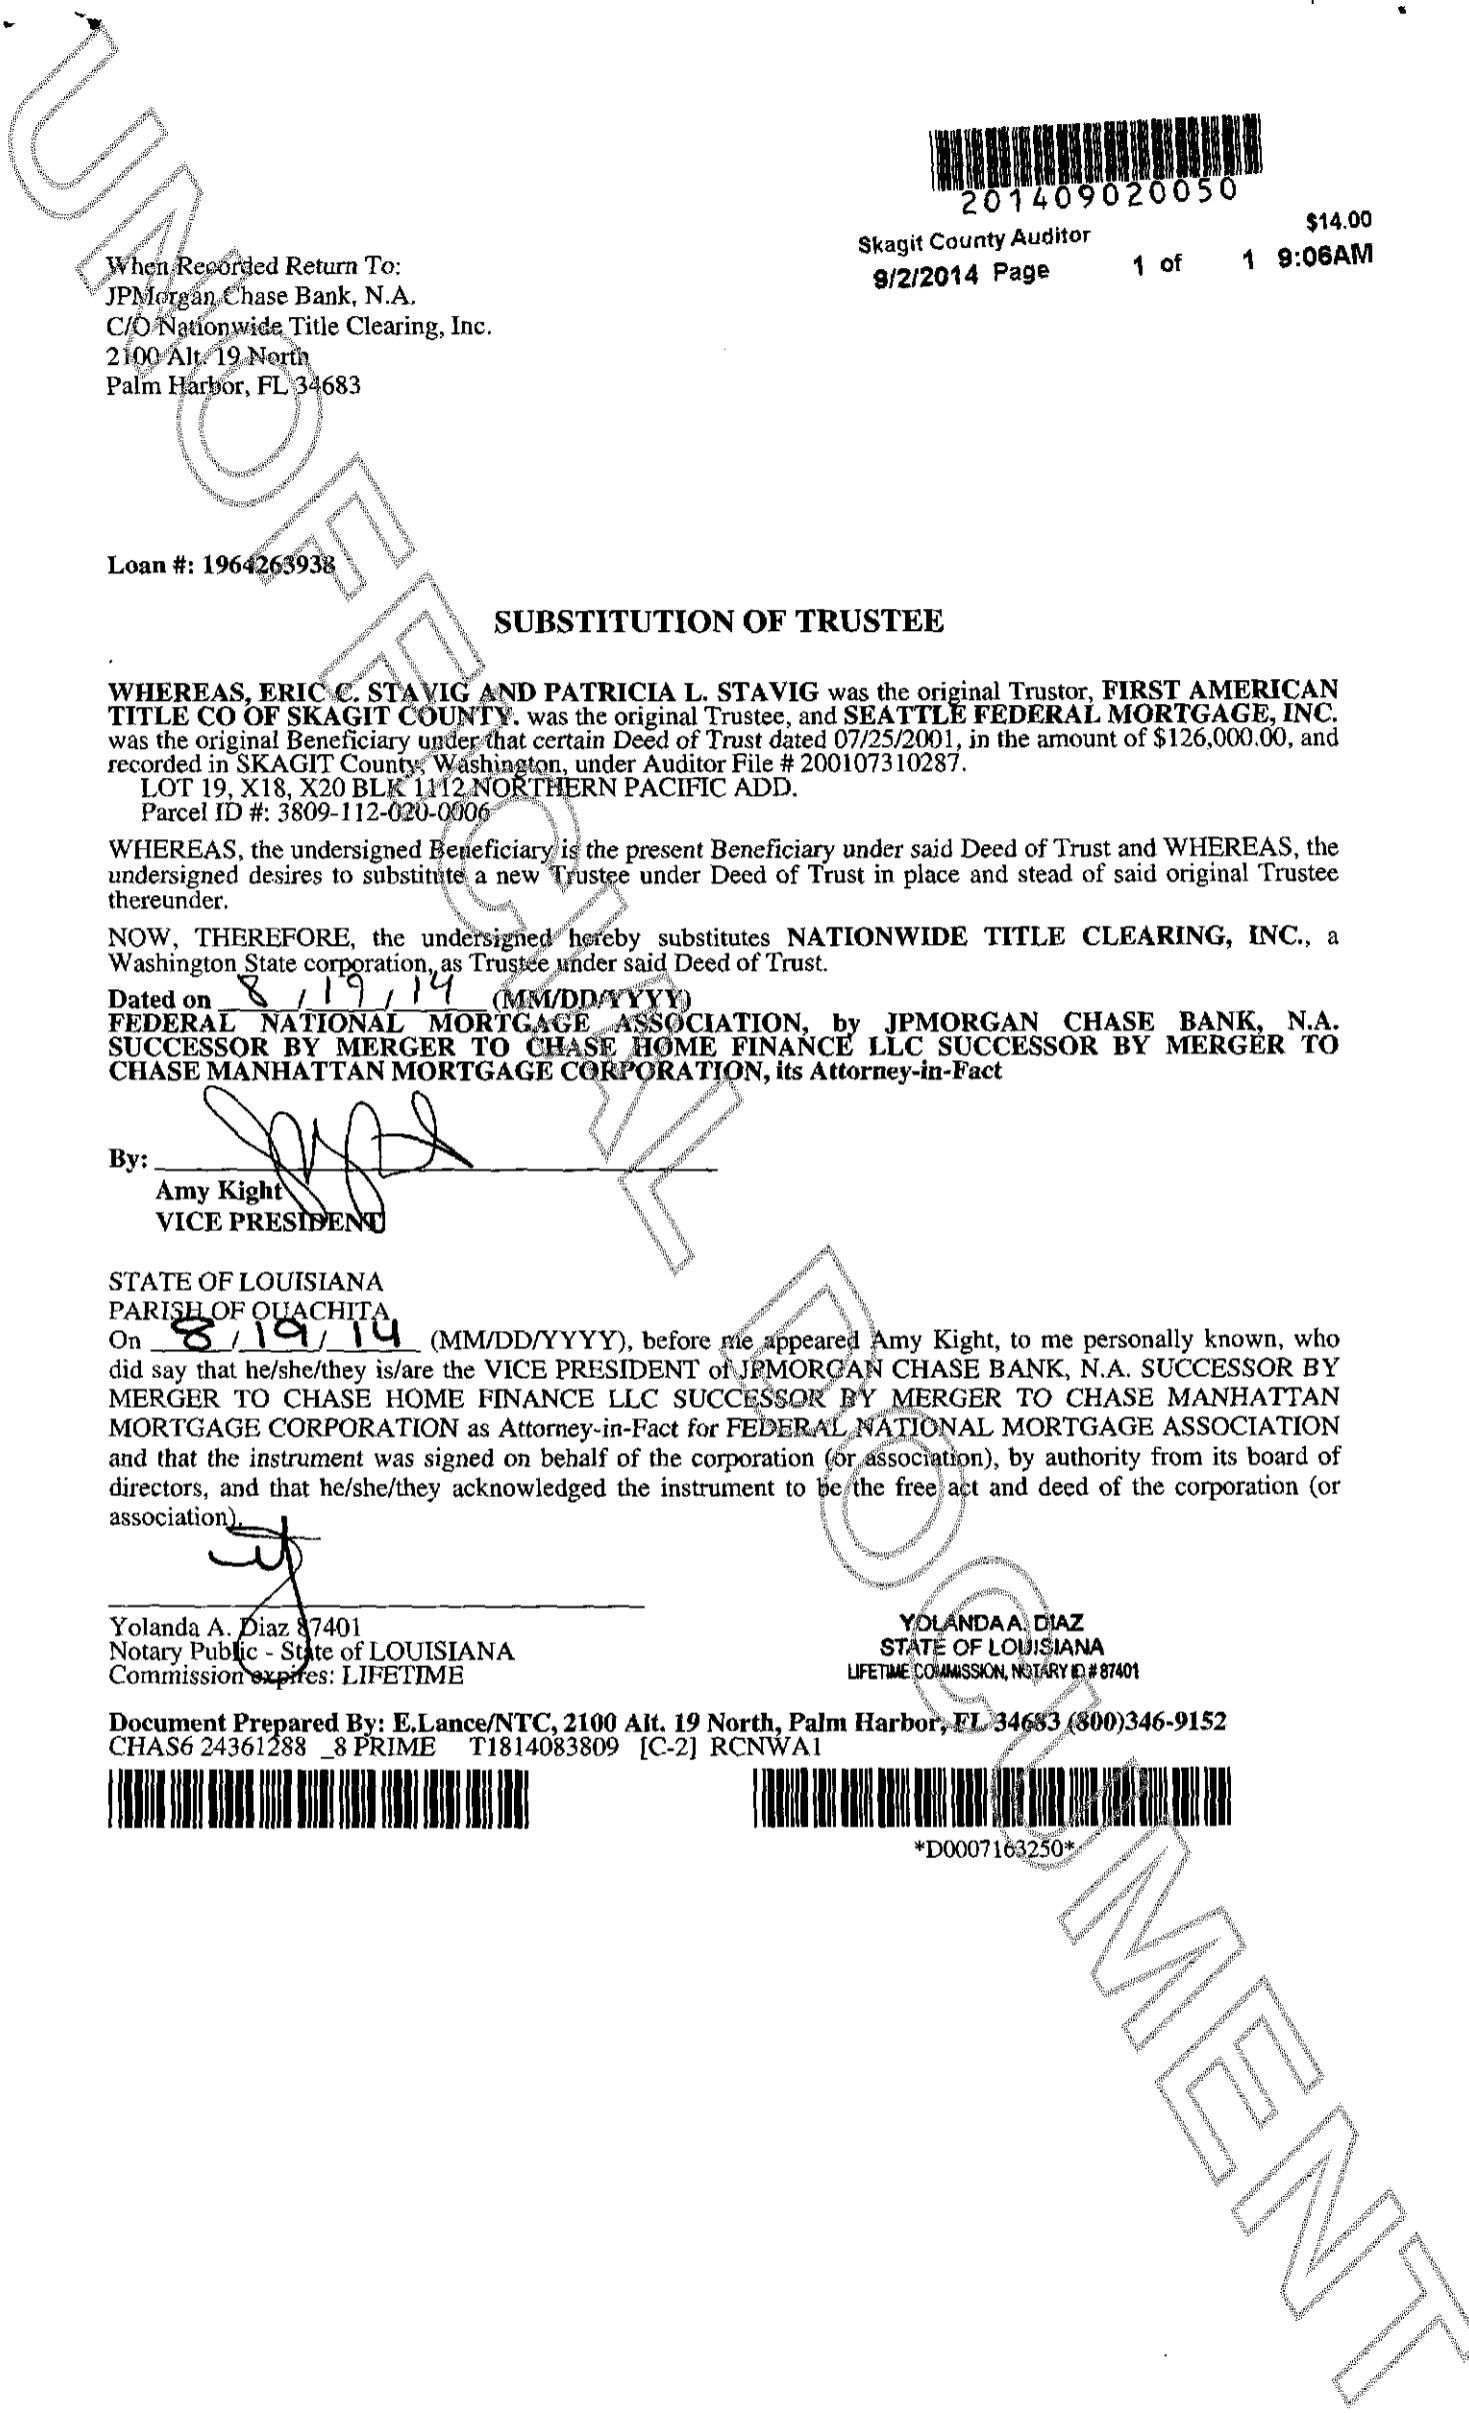 201409020050
Skagit County Auditor $14.00
9/2/2014 Page 1 of 1 9:06AM
When Recorded Return To:
JPMorgan Chase Bank, N.A.
C/O Nationwide Title Clearing, Inc.
2100 Alt. 19 North
Palm Harbor, FL 34683
Loan #: 1964263938
SUBSTITUTION OF TRUSTEE
WHEREAS, ERIC C. STAVIG AND PATRICIA L. STAVIG was the original Trustor, FIRST AMERICAN
TITLE CO OF SKAGIT COUNTY. was the original Trustee, and SEATTLE FEDERAL MORTGAGE, INC.
was the original Beneficiary under that certain Deed of Trust dated 07/25/2001, in the amount of $126,000.00, and
recorded in SKAGIT County, Washington, under Auditor File # 200107310287.
LOT 19, X18, X20 BLK 1112 NORTHERN PACIFIC ADD.
Parcel ID #: 3809-112-020-0006
WHEREAS, the undersigned Beneficiary is the present Beneficiary under said Deed of Trust and WHEREAS, the
undersigned desires to substitute a new Trustee under Deed of Trust in place and stead of said original Trustee
thereunder.
NOW, THEREFORE, the undersigned hereby substitutes NATIONWIDE TITLE CLEARING, INC., a
Washington State corporation, as Trustee under said Deed of Trust.
Dated on 8 / 19 / 14 (MM/DD/YYYY)
FEDERAL NATIONAL MORTGAGE ASSOCIATION, by JPMORGAN CHASE BANK, N.A.
SUCCESSOR BY MERGER TO CHASE HOME FINANCE LLC SUCCESSOR BY MERGER TO
CHASE MANHATTAN MORTGAGE CORPORATION, its Attorney-in-Fact
By:
Amy Kight
VICE PRESIDENT
STATE OF LOUISIANA
PARISH OF OUACHITA
On 8 / 19 / 14 (MM/DD/YYYY), before me appeared Amy Kight, to me personally known, who
did say that he/she/they is/are the VICE PRESIDENT of JPMORGAN CHASE BANK, N.A. SUCCESSOR BY
MERGER TO CHASE HOME FINANCE LLC SUCCESSOR BY MERGER TO CHASE MANHATTAN
MORTGAGE CORPORATION as Attorney-in-Fact for FEDERAL NATIONAL MORTGAGE ASSOCIATION
and that the instrument was signed on behalf of the corporation (or association), by authority from its board of
directors, and that he/she/they acknowledged the instrument to be the free act and deed of the corporation (or
association).
Yolanda A. Diaz 87401
Notary Public - State of LOUISIANA
Commission expires: LIFETIME
YOLANDA A. DIAZ
STATE OF LOUISIANA
LIFETIME COMMISSION, NOTARY ID # 87401
Document Prepared By: E.Lance/NTC, 2100 Alt. 19 North, Palm Harbor, FL 34683 (800)346-9152
CHAS6 24361288 _8 PRIME T1814083809 [C-2] RCNWA1
*D0007163250*
UNOFFICIAL DOCUMENT